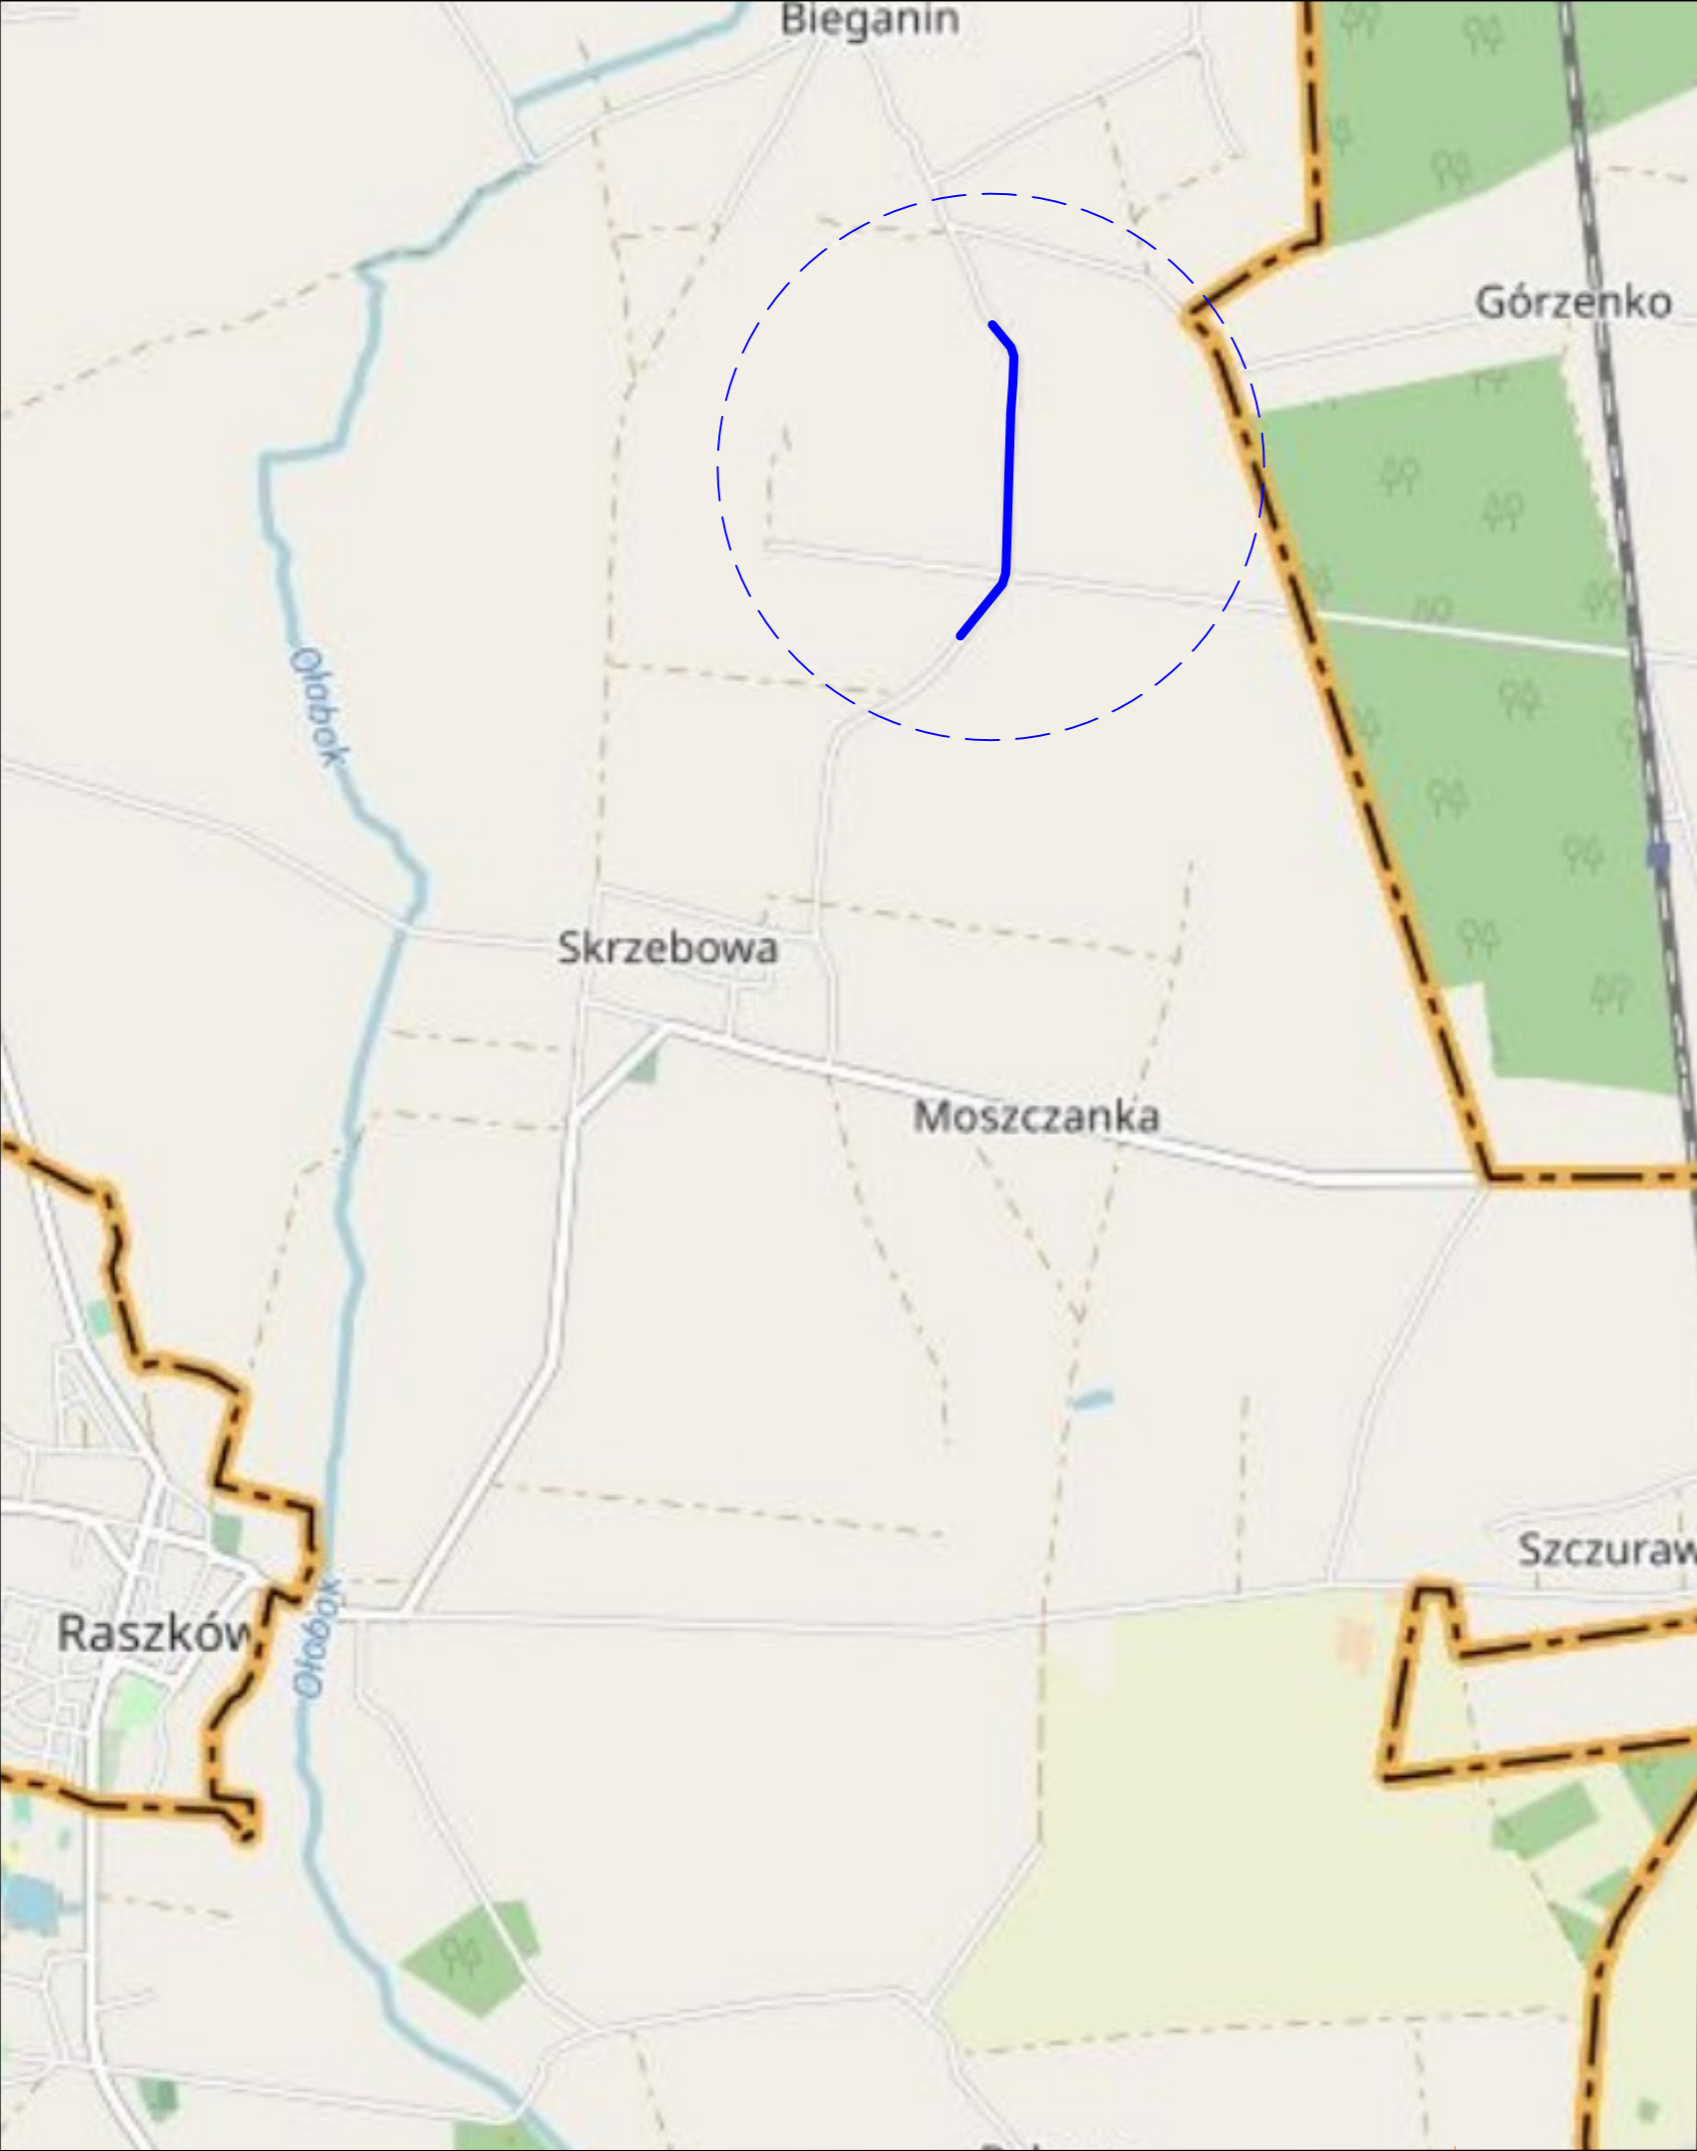 Bieganin
Górzenko
Ołobok
Skrzebowa
Moszczanka
Szczuraw
Raszków
Ołobok